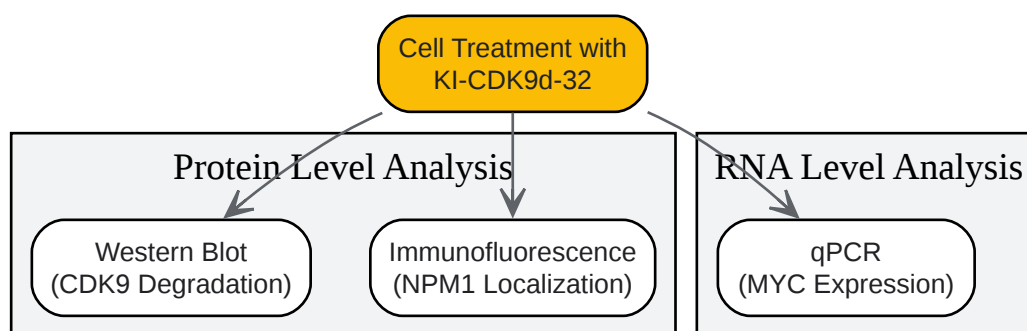 Cell Treatment with
KI-CDK9d-32
Protein Level Analysis
RNA Level Analysis
Western Blot
(CDK9 Degradation)
Immunofluorescence
(NPM1 Localization)
qPCR
(MYC Expression)